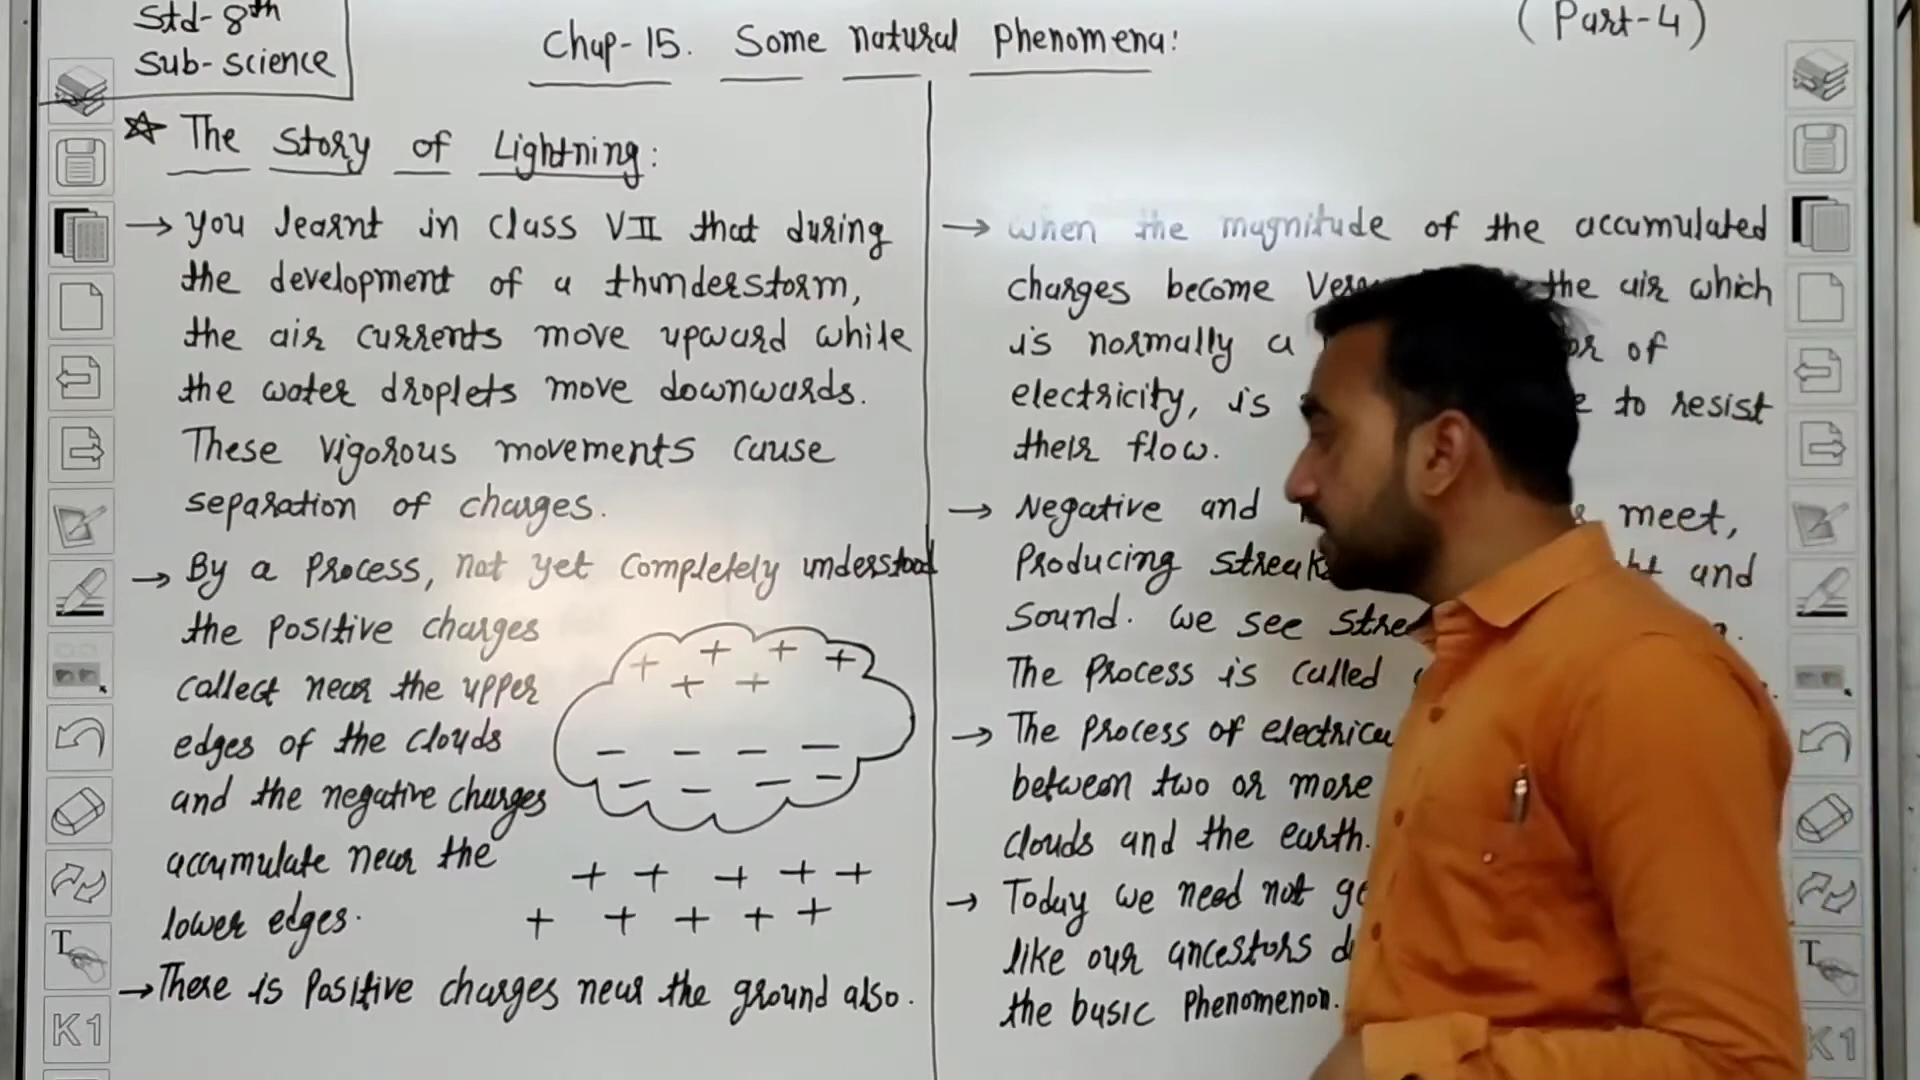 Std- 8th
Sub- science
Chap- 15. Some natural Phenomena:
(Part-4)
☆ The Story of Lightning:
→ you learnt in class VII that during
the development of a thunderstorm,
the air currents move upward while
the water droplets move downwards.
These vigorous movements cause
separation of charges.
→ By a Process, not yet completely understood
the positive charges
collect near the upper
edges of the clouds
and the negative charges
accumulate near the
lower edges.
+ + + +
+ +
− − − −
− − − −
+ + + + +
+ + + + +
→ There is Positive charges near the ground also.
→ when the magnitude of the accumulated
charges become the air which
is normally a of
electricity, is to resist
their flow.
→ Negative and meet,
Producing and
sound. we see
The Process is called
→ The Process of
between two or more
clouds and the earth.
→ Today we need not
like our ancestors
the basic Phenomenon.
T
K1
T
K1